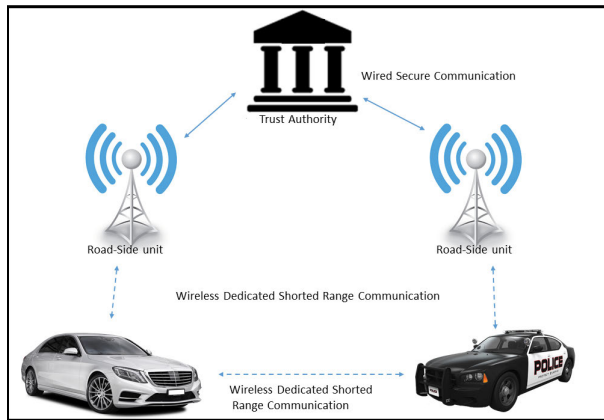 Wired Secure Communication
Trust Authority
Road-Side unit
Road-Side unit
Wireless Dedicated Shorted Range Communication
POLICE
Wireless Dedicated Shorted
Range Communication